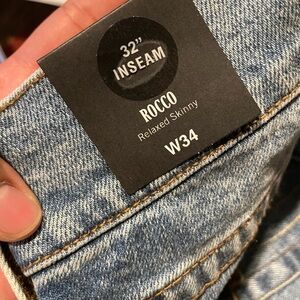 32"
INSEAM
ROCCO
Relaxed Skinny
W34